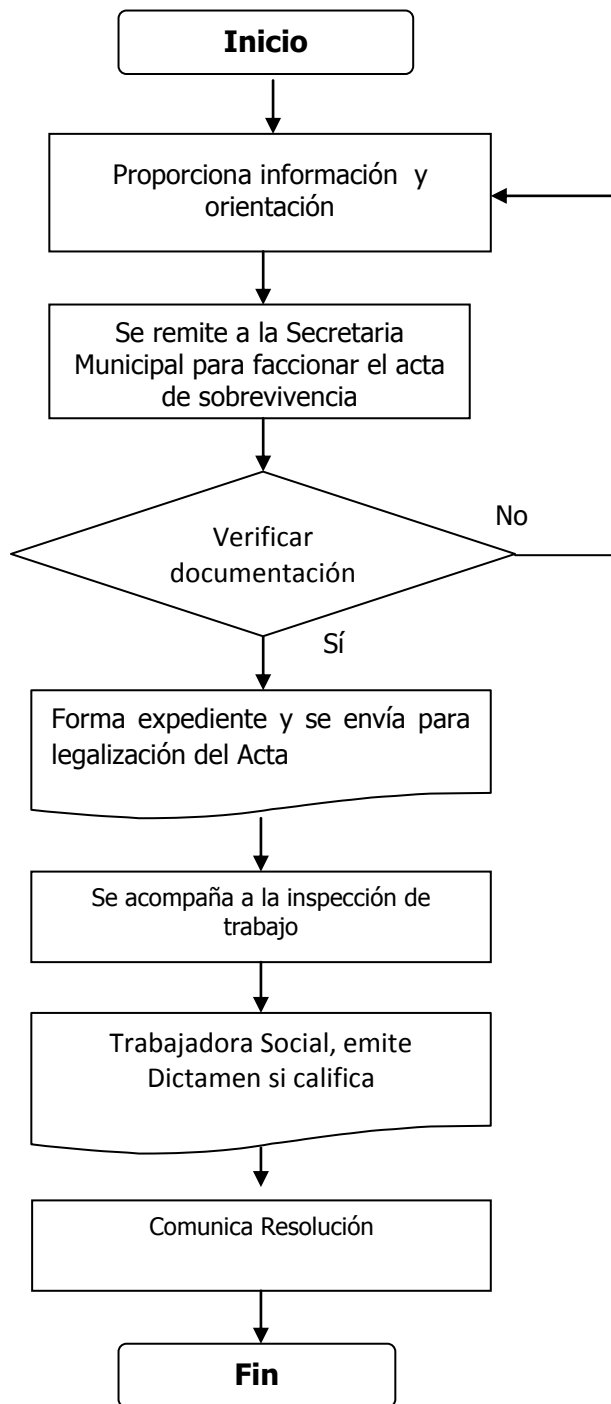 Inicio
Proporciona información y
orientación
Se remite a la Secretaria
Municipal para faccionar el acta
de sobrevivencia
Verificar
documentación
No
Sí
Forma expediente y se envía para
legalización del Acta
Se acompaña a la inspección de
trabajo
Trabajadora Social, emite
Dictamen si califica
Comunica Resolución
Fin